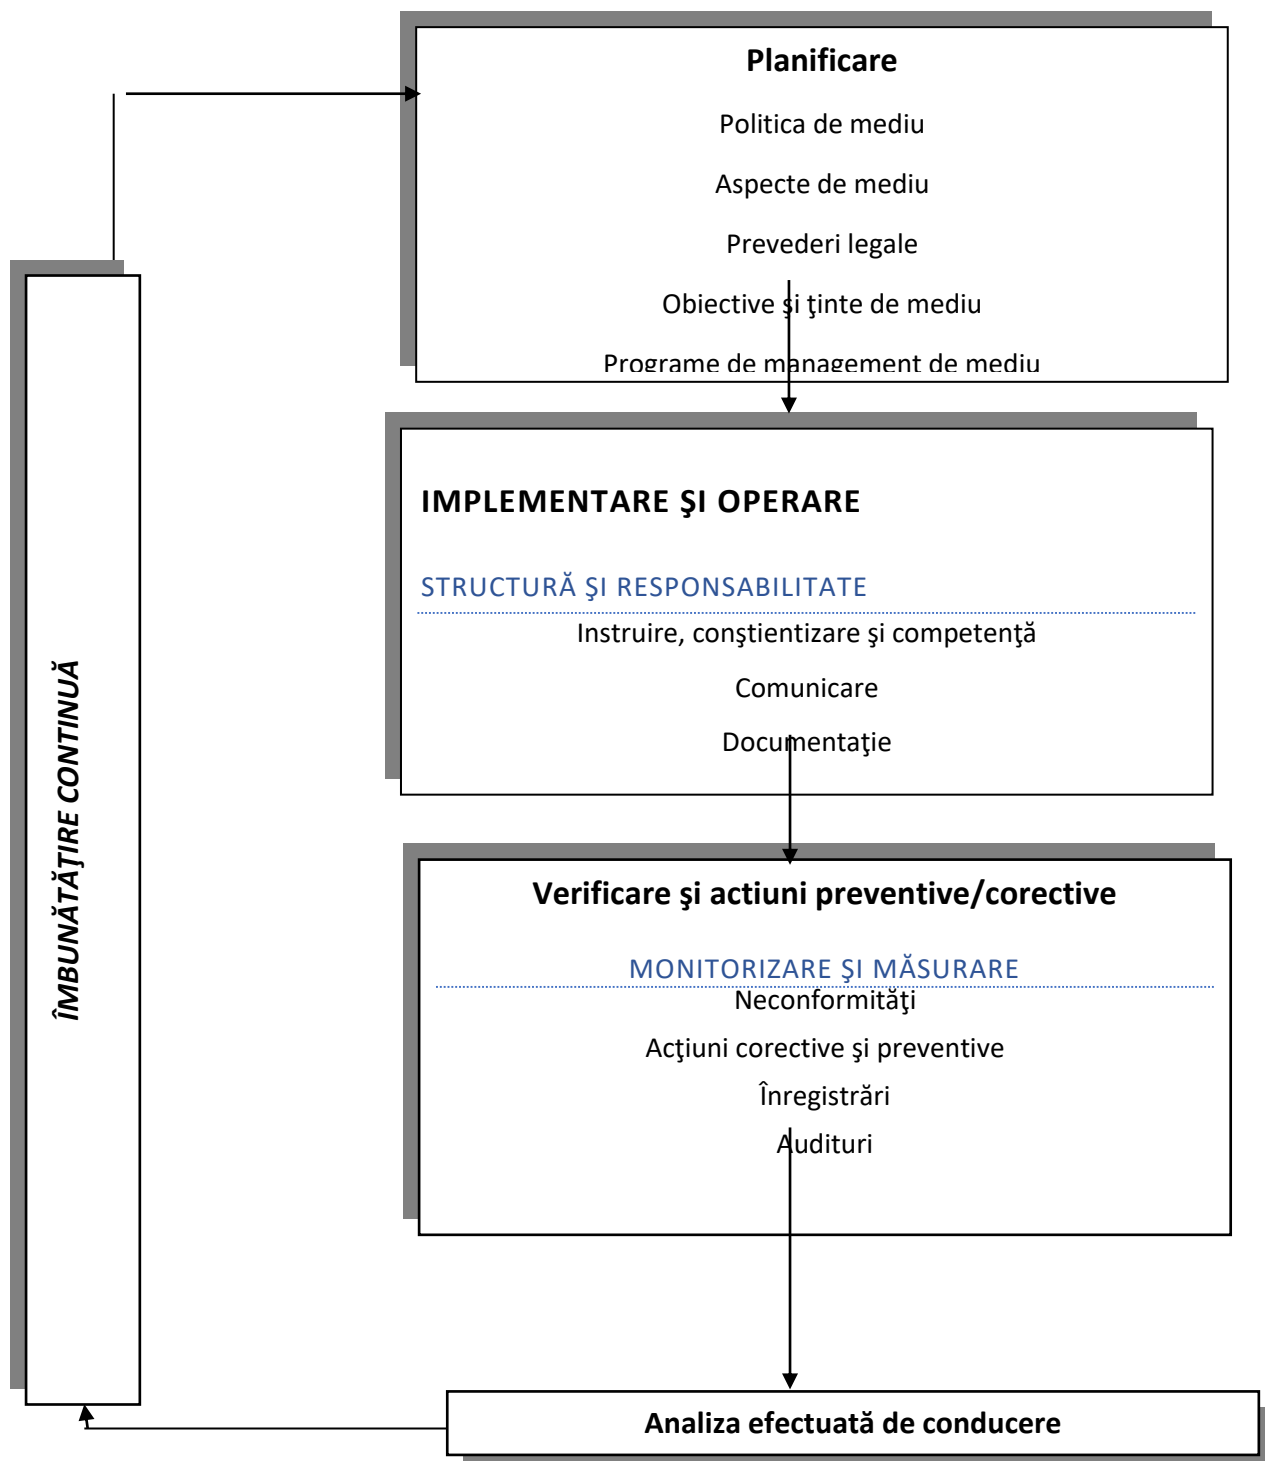 Planificare
Politica de mediu
Aspecte de mediu
Prevederi legale
Obiective şi ţinte de mediu
Programe de management de mediu
IMPLEMENTARE ŞI OPERARE
STRUCTURĂ ŞI RESPONSABILITATE
Instruire, conştientizare şi competenţă
Comunicare
Documentaţie
ÎMBUNĂTĂŢIRE CONTINUĂ
Verificare şi actiuni preventive/corective
MONITORIZARE ŞI MĂSURARE
Neconformităţi
Acţiuni corective şi preventive
Înregistrări
Audituri
Analiza efectuată de conducere